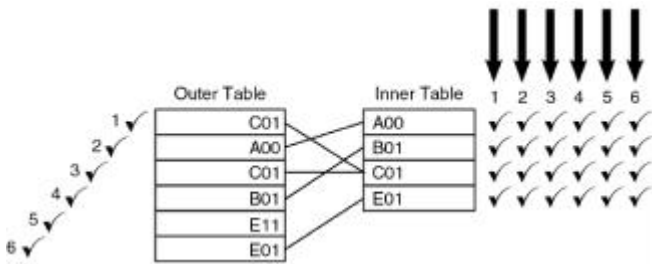 Outer Table Inner Table 1 2 3 4 5 6
1 C01 A00
2 A00 B01
3 C01 C01
4 B01 E01
5 E11
6 E01